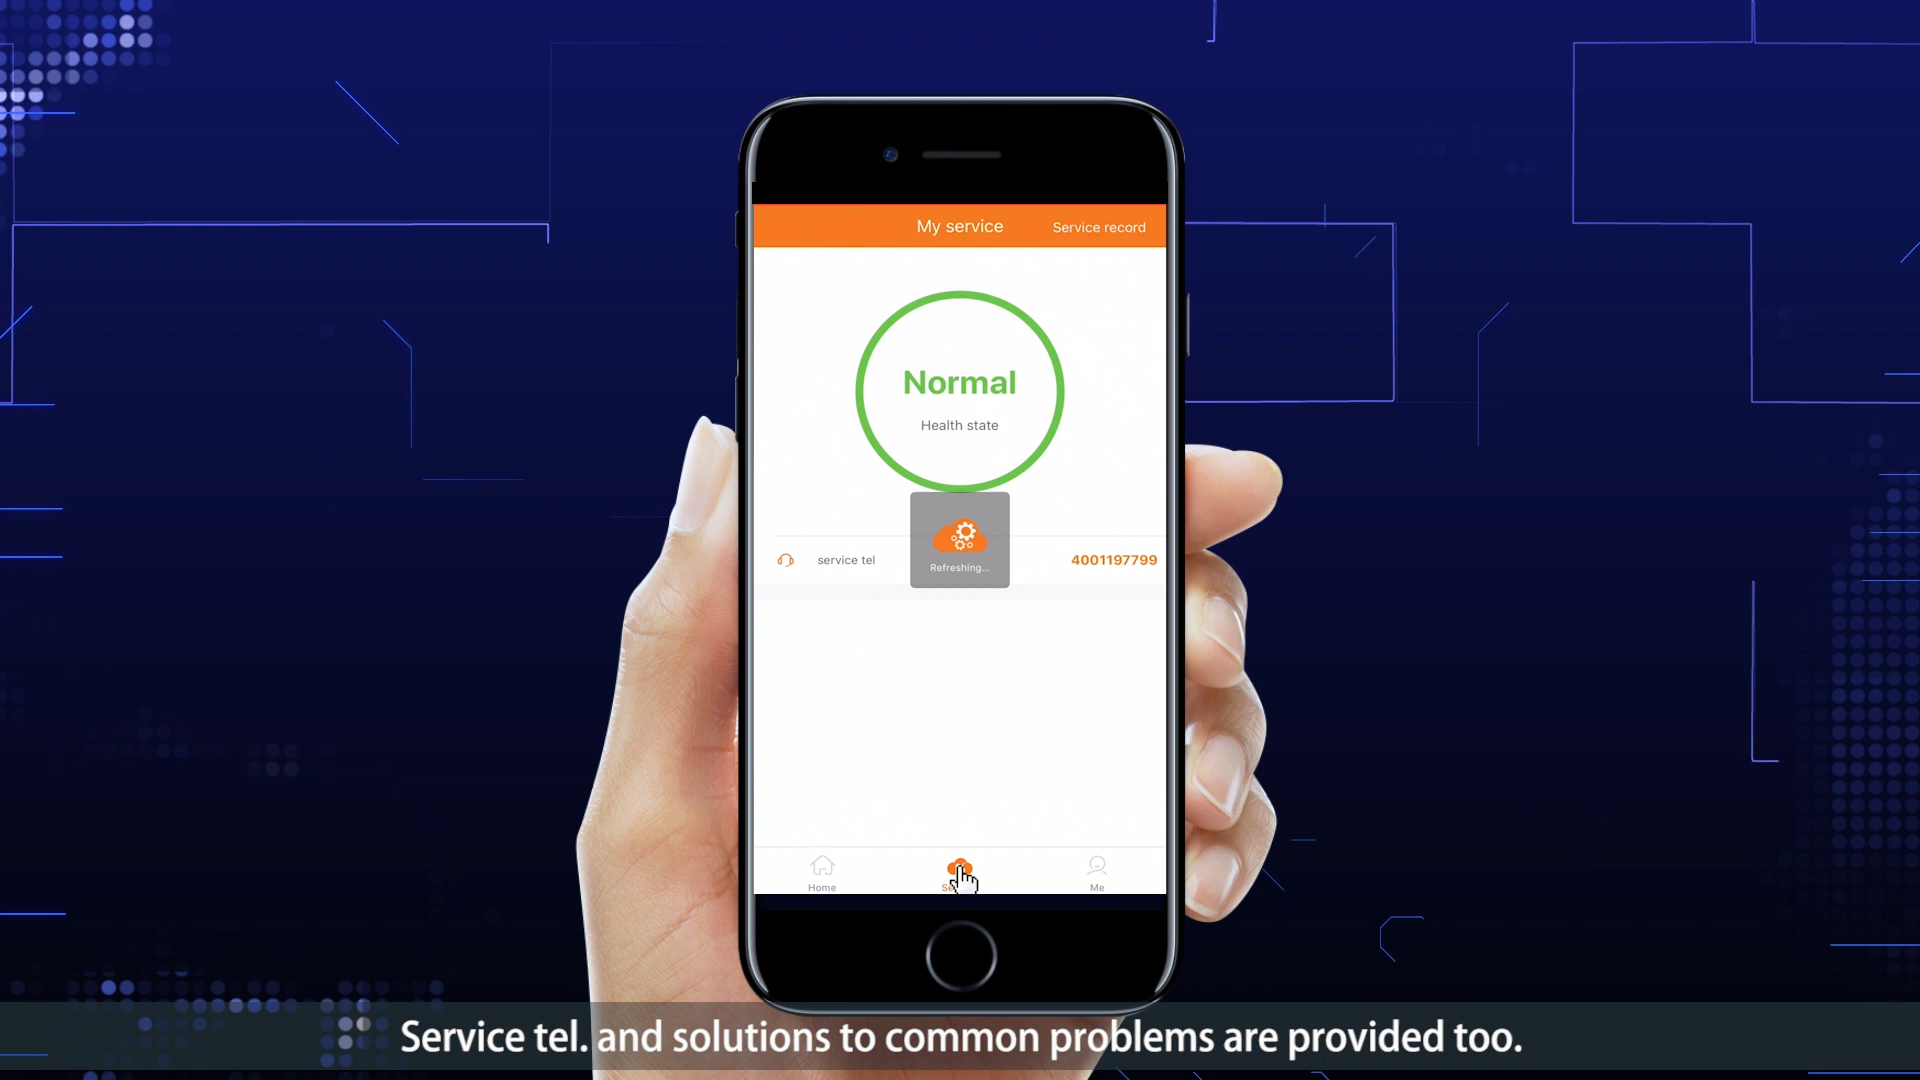 My service
Service record
Normal
Health state
Refreshing...
service tel
4001197799
Home
Me
Service tel. and solutions to common problems are provided too.